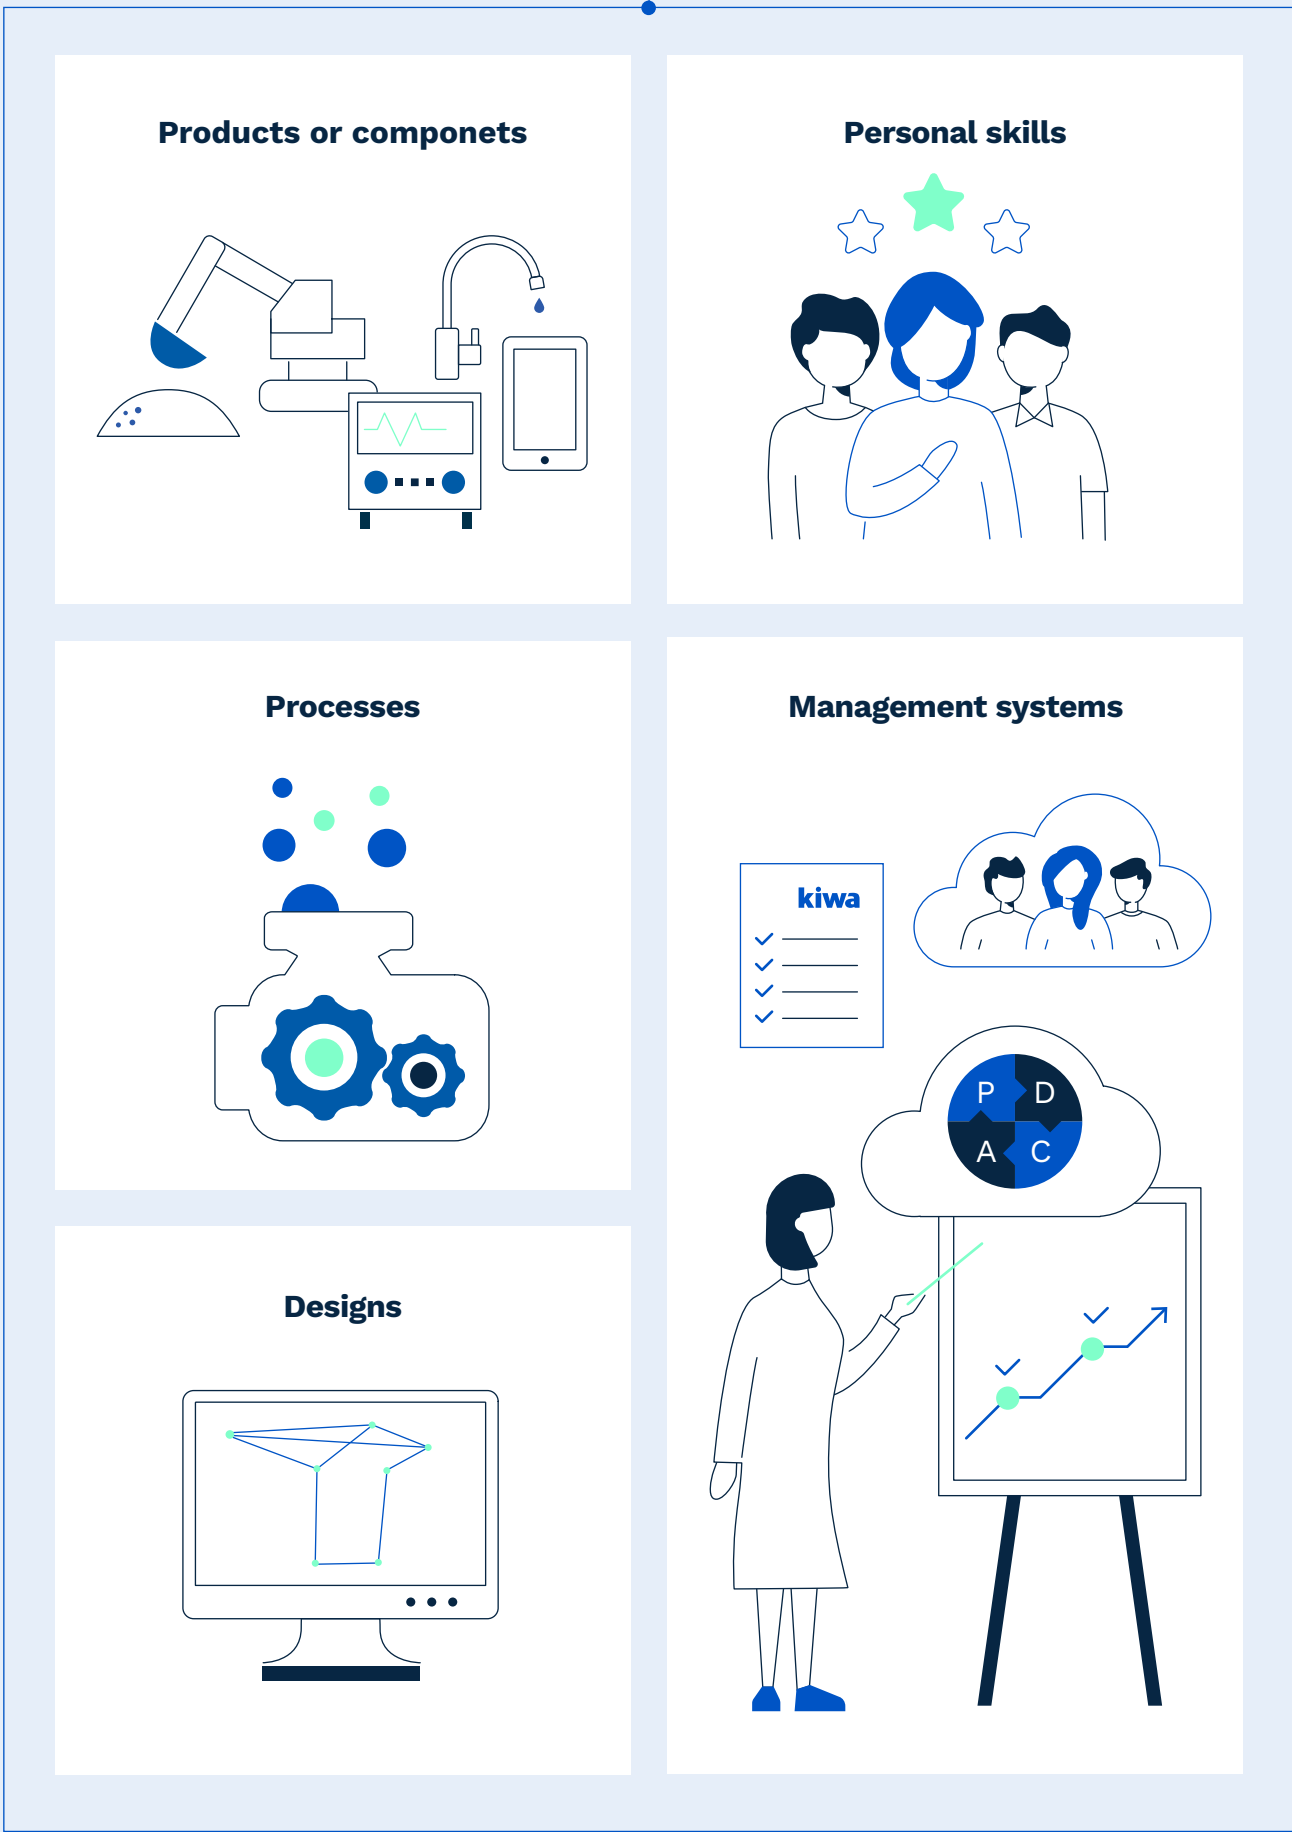 Products or componets
Personal skills
Processes
Management systems
kiwa
P D
A C
Designs